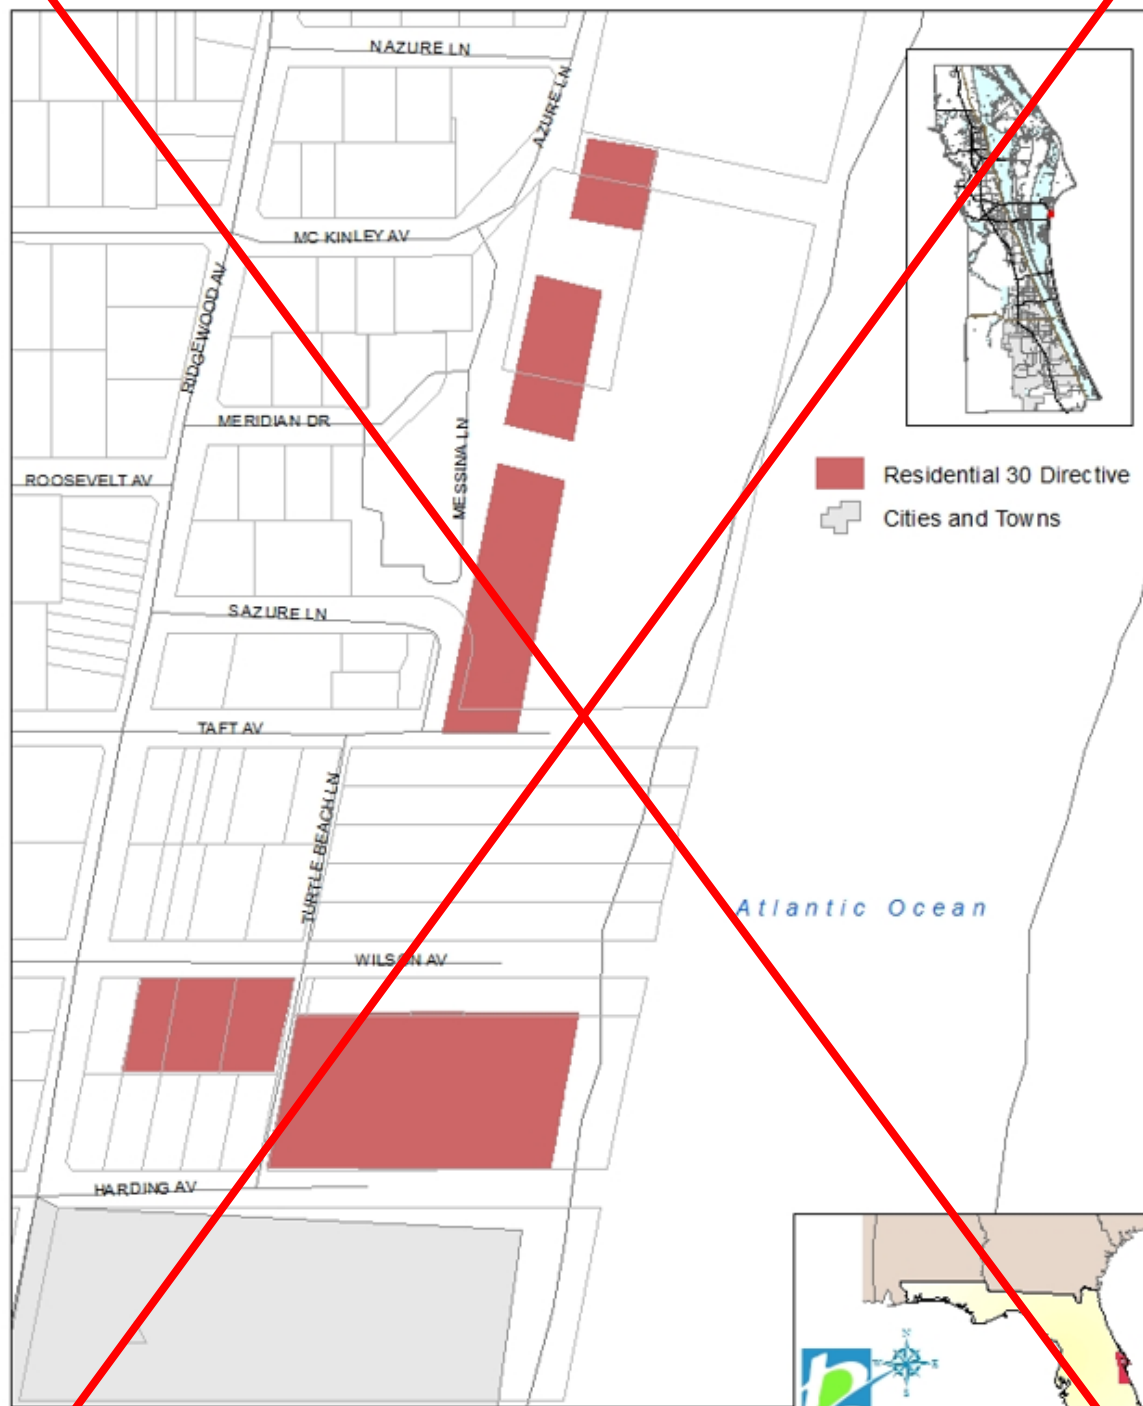 NAZURE LN
AZURE LN
MC KINLEY AV
RIDGEWOOD AV
MERIDIAN DR
MESSINA LN
ROOSEVELT AV
Residential 30 Directive
Cities and Towns
SAZURE LN
TAFT AV
TURTLE BEACH LN
Atlantic Ocean
WILSON AV
HARDING AV
N
E
S